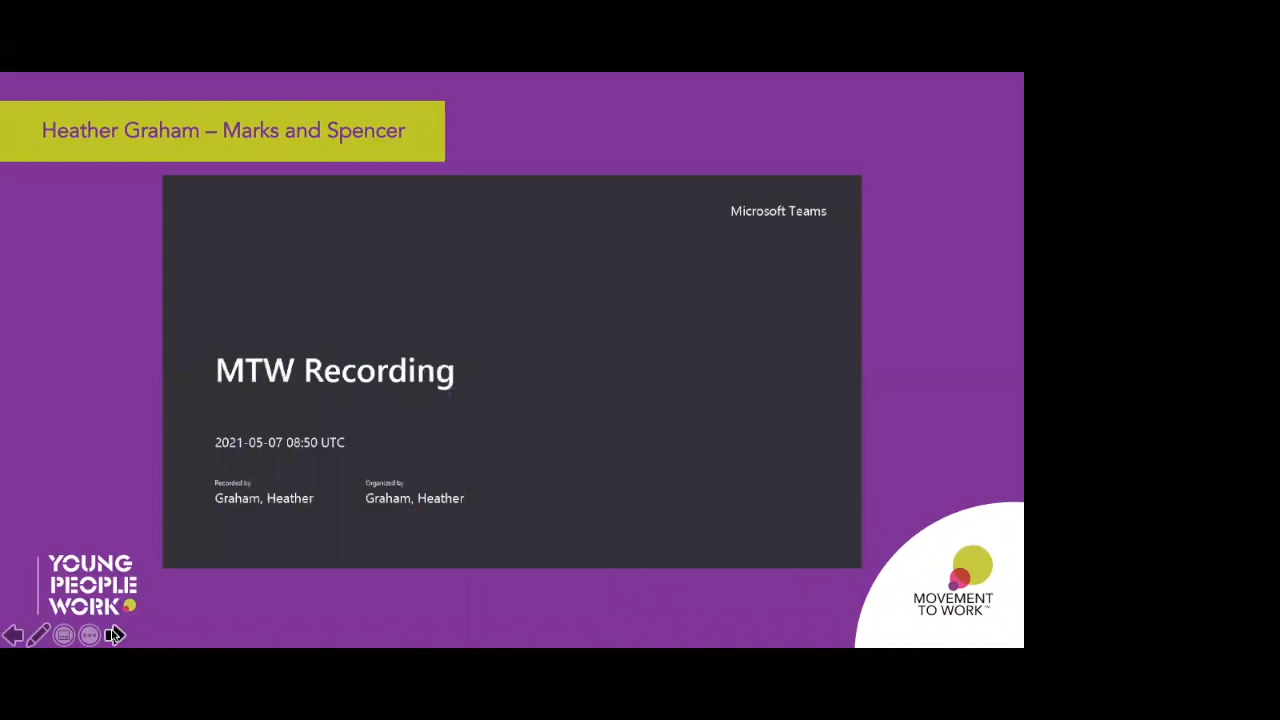 Heather Graham – Marks and Spencer
Microsoft Teams
MTW Recording
2021-05-07 08:50 UTC
Recorded by
Organized by
Graham, Heather
Graham, Heather
YOUNG
PEOPLE
WORK
MOVEMENT
TO WORK™